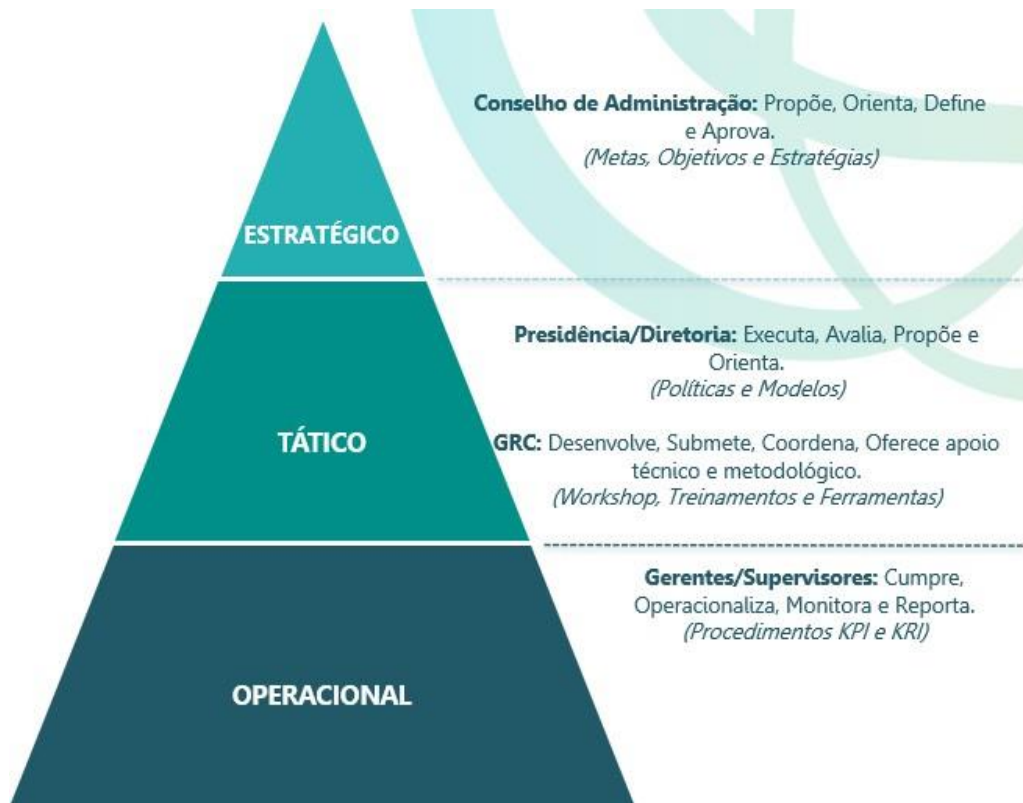 Conselho de Administração: Propõe, Orienta, Define
e Aprova.
(Metas, Objetivos e Estratégias)
ESTRATÉGICO
Presidência/Diretoria: Executa, Avalia, Propõe e
Orienta.
(Políticas e Modelos)
TÁTICO
GRC: Desenvolve, Submete, Coordena, Oferece apoio
técnico e metodológico.
(Workshop, Treinamentos e Ferramentas)
Gerentes/Supervisores: Cumpre,
Operacionaliza, Monitora e Reporta.
(Procedimentos KPI e KRI)
OPERACIONAL